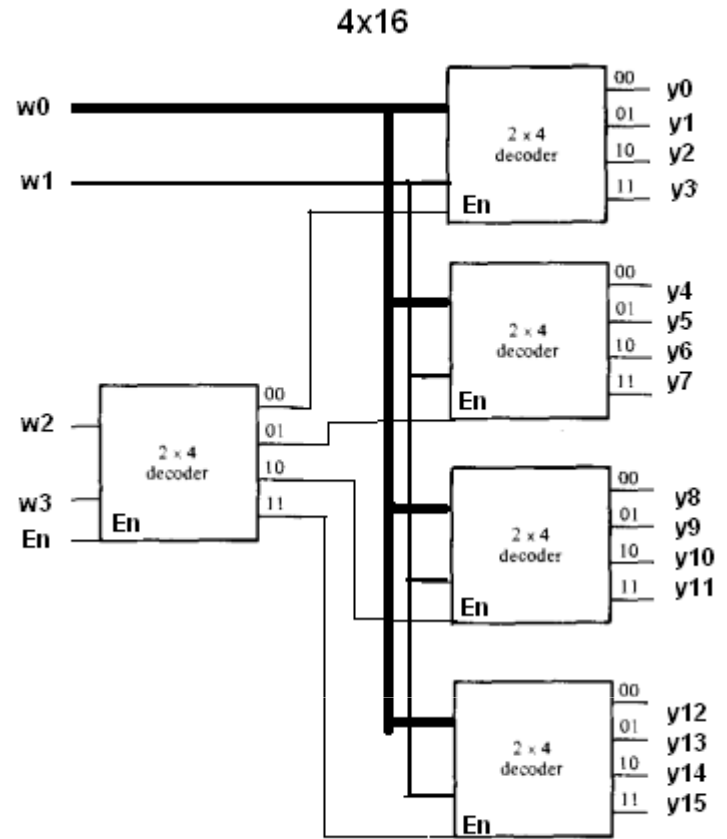 4x16
w0
w1
2 × 4
decoder
En
00
01
10
11
y0
y1
y2
y3
2 × 4
decoder
En
00
01
10
11
y4
y5
y6
y7
w2
w3
En
2 × 4
decoder
En
00
01
10
11
2 × 4
decoder
En
00
01
10
11
y8
y9
y10
y11
2 × 4
decoder
En
00
01
10
11
y12
y13
y14
y15